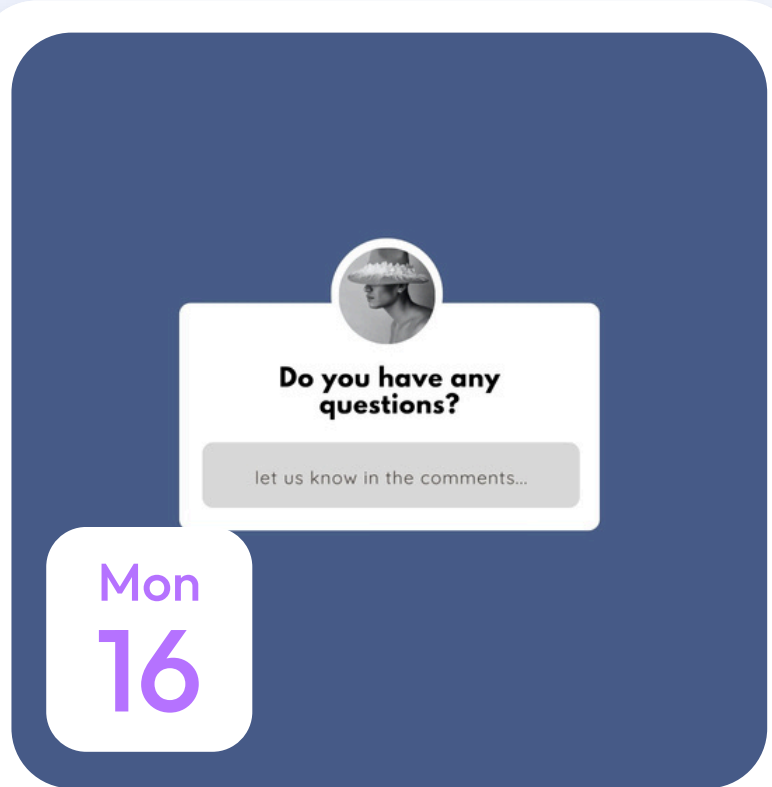 Do you have any
questions?
let us know in the comments...
Mon
16